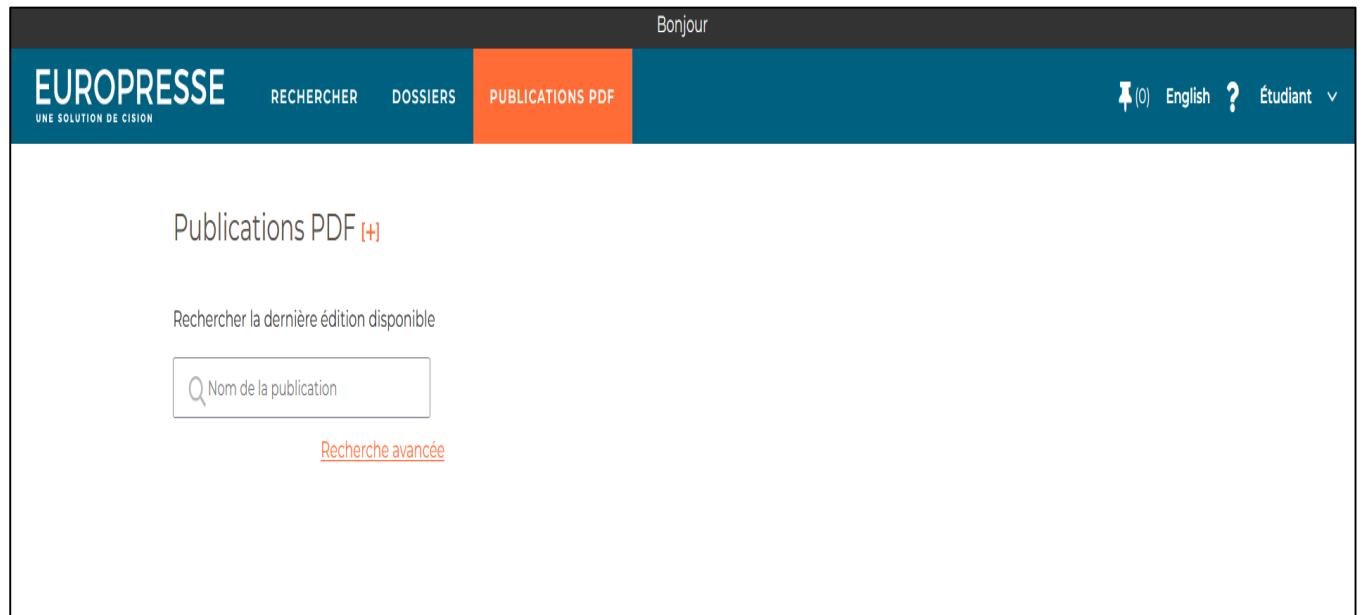 Bonjour
EUROPRESSE
UNE SOLUTION DE CISION
RECHERCHER DOSSIERS PUBLICATIONS PDF (0) English ? Étudiant
Publications PDF [+]
Rechercher la dernière édition disponible
Nom de la publication
Recherche avancée